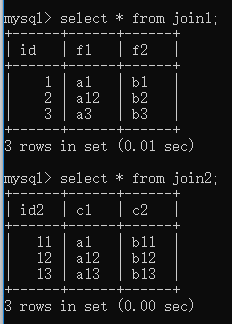 mysql> select * from join1;
+------+------+------+
| id   | f1   | f2   |
+------+------+------+
|    1 | a1   | b1   |
|    2 | a12  | b2   |
|    3 | a3   | b3   |
+------+------+------+
3 rows in set (0.01 sec)
mysql> select * from join2;
+------+------+------+
| id2  | c1   | c2   |
+------+------+------+
|   11 | a1   | b11  |
|   12 | a12  | b12  |
|   13 | a13  | b13  |
+------+------+------+
3 rows in set (0.00 sec)